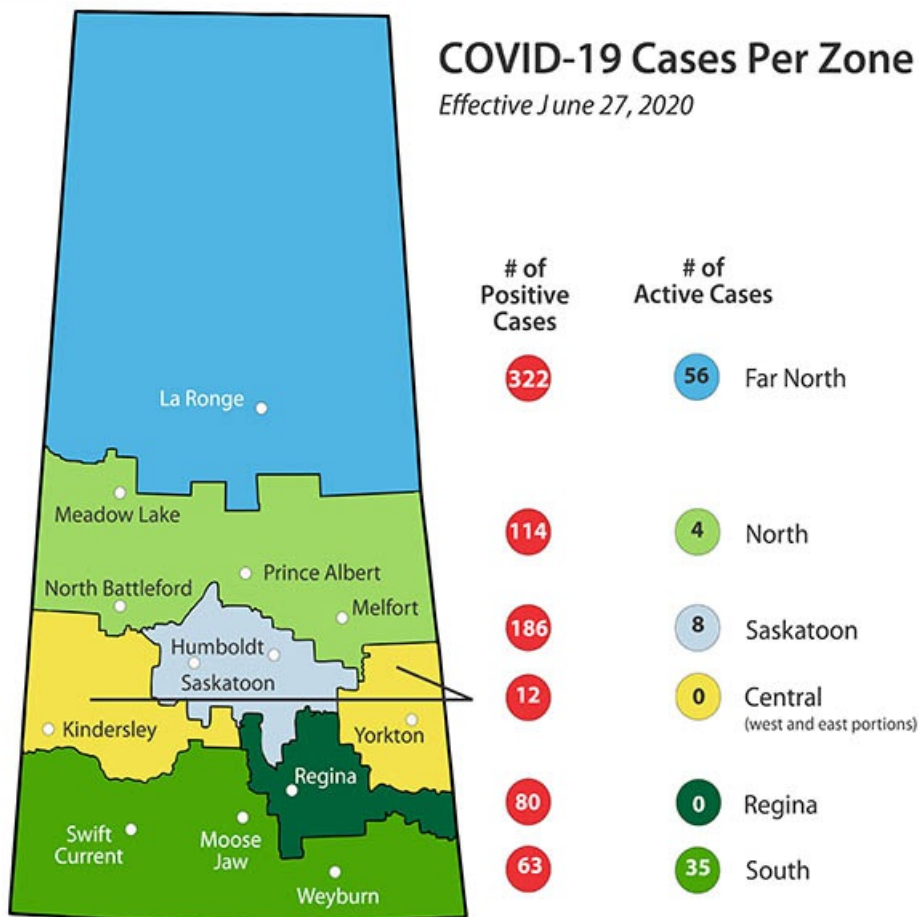 COVID-19 Cases Per Zone
Effective June 27, 2020
# of
Positive
Cases
# of
Active Cases
322
56
Far North
La Ronge
Meadow Lake
114
4
North
Prince Albert
North Battleford
Melfort
186
8
Saskatoon
Humboldt
Saskatoon
12
0
Central
(west and east portions)
Kindersley
Yorkton
Regina
80
0
Regina
Swift
Current
Moose
Jaw
63
35
South
Weyburn